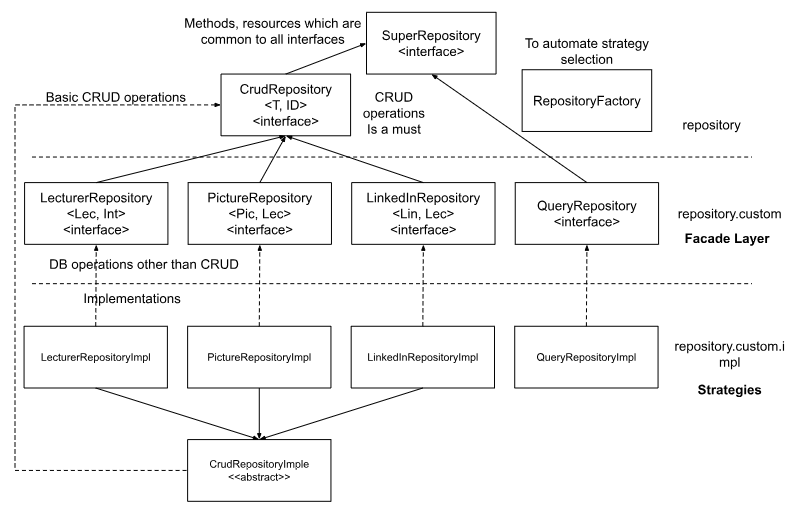 Methods, resources which are
common to all interfaces
SuperRepository
<interface>
To automate strategy
selection
Basic CRUD operations
CrudRepository
<T, ID>
<interface>
CRUD
operations
Is a must
RepositoryFactory
repository
LecturerRepository
<Lec, Int>
<interface>
PictureRepository
<Pic, Lec>
<interface>
LinkedInRepository
<Lin, Lec>
<interface>
QueryRepository
<interface>
repository.custom
Facade Layer
DB operations other than CRUD
Implementations
LecturerRepositoryImpl
PictureRepositoryImpl
LinkedInRepositoryImpl
QueryRepositoryImpl
repository.custom.i
mpl
Strategies
CrudRepositoryImple
<<abstract>>